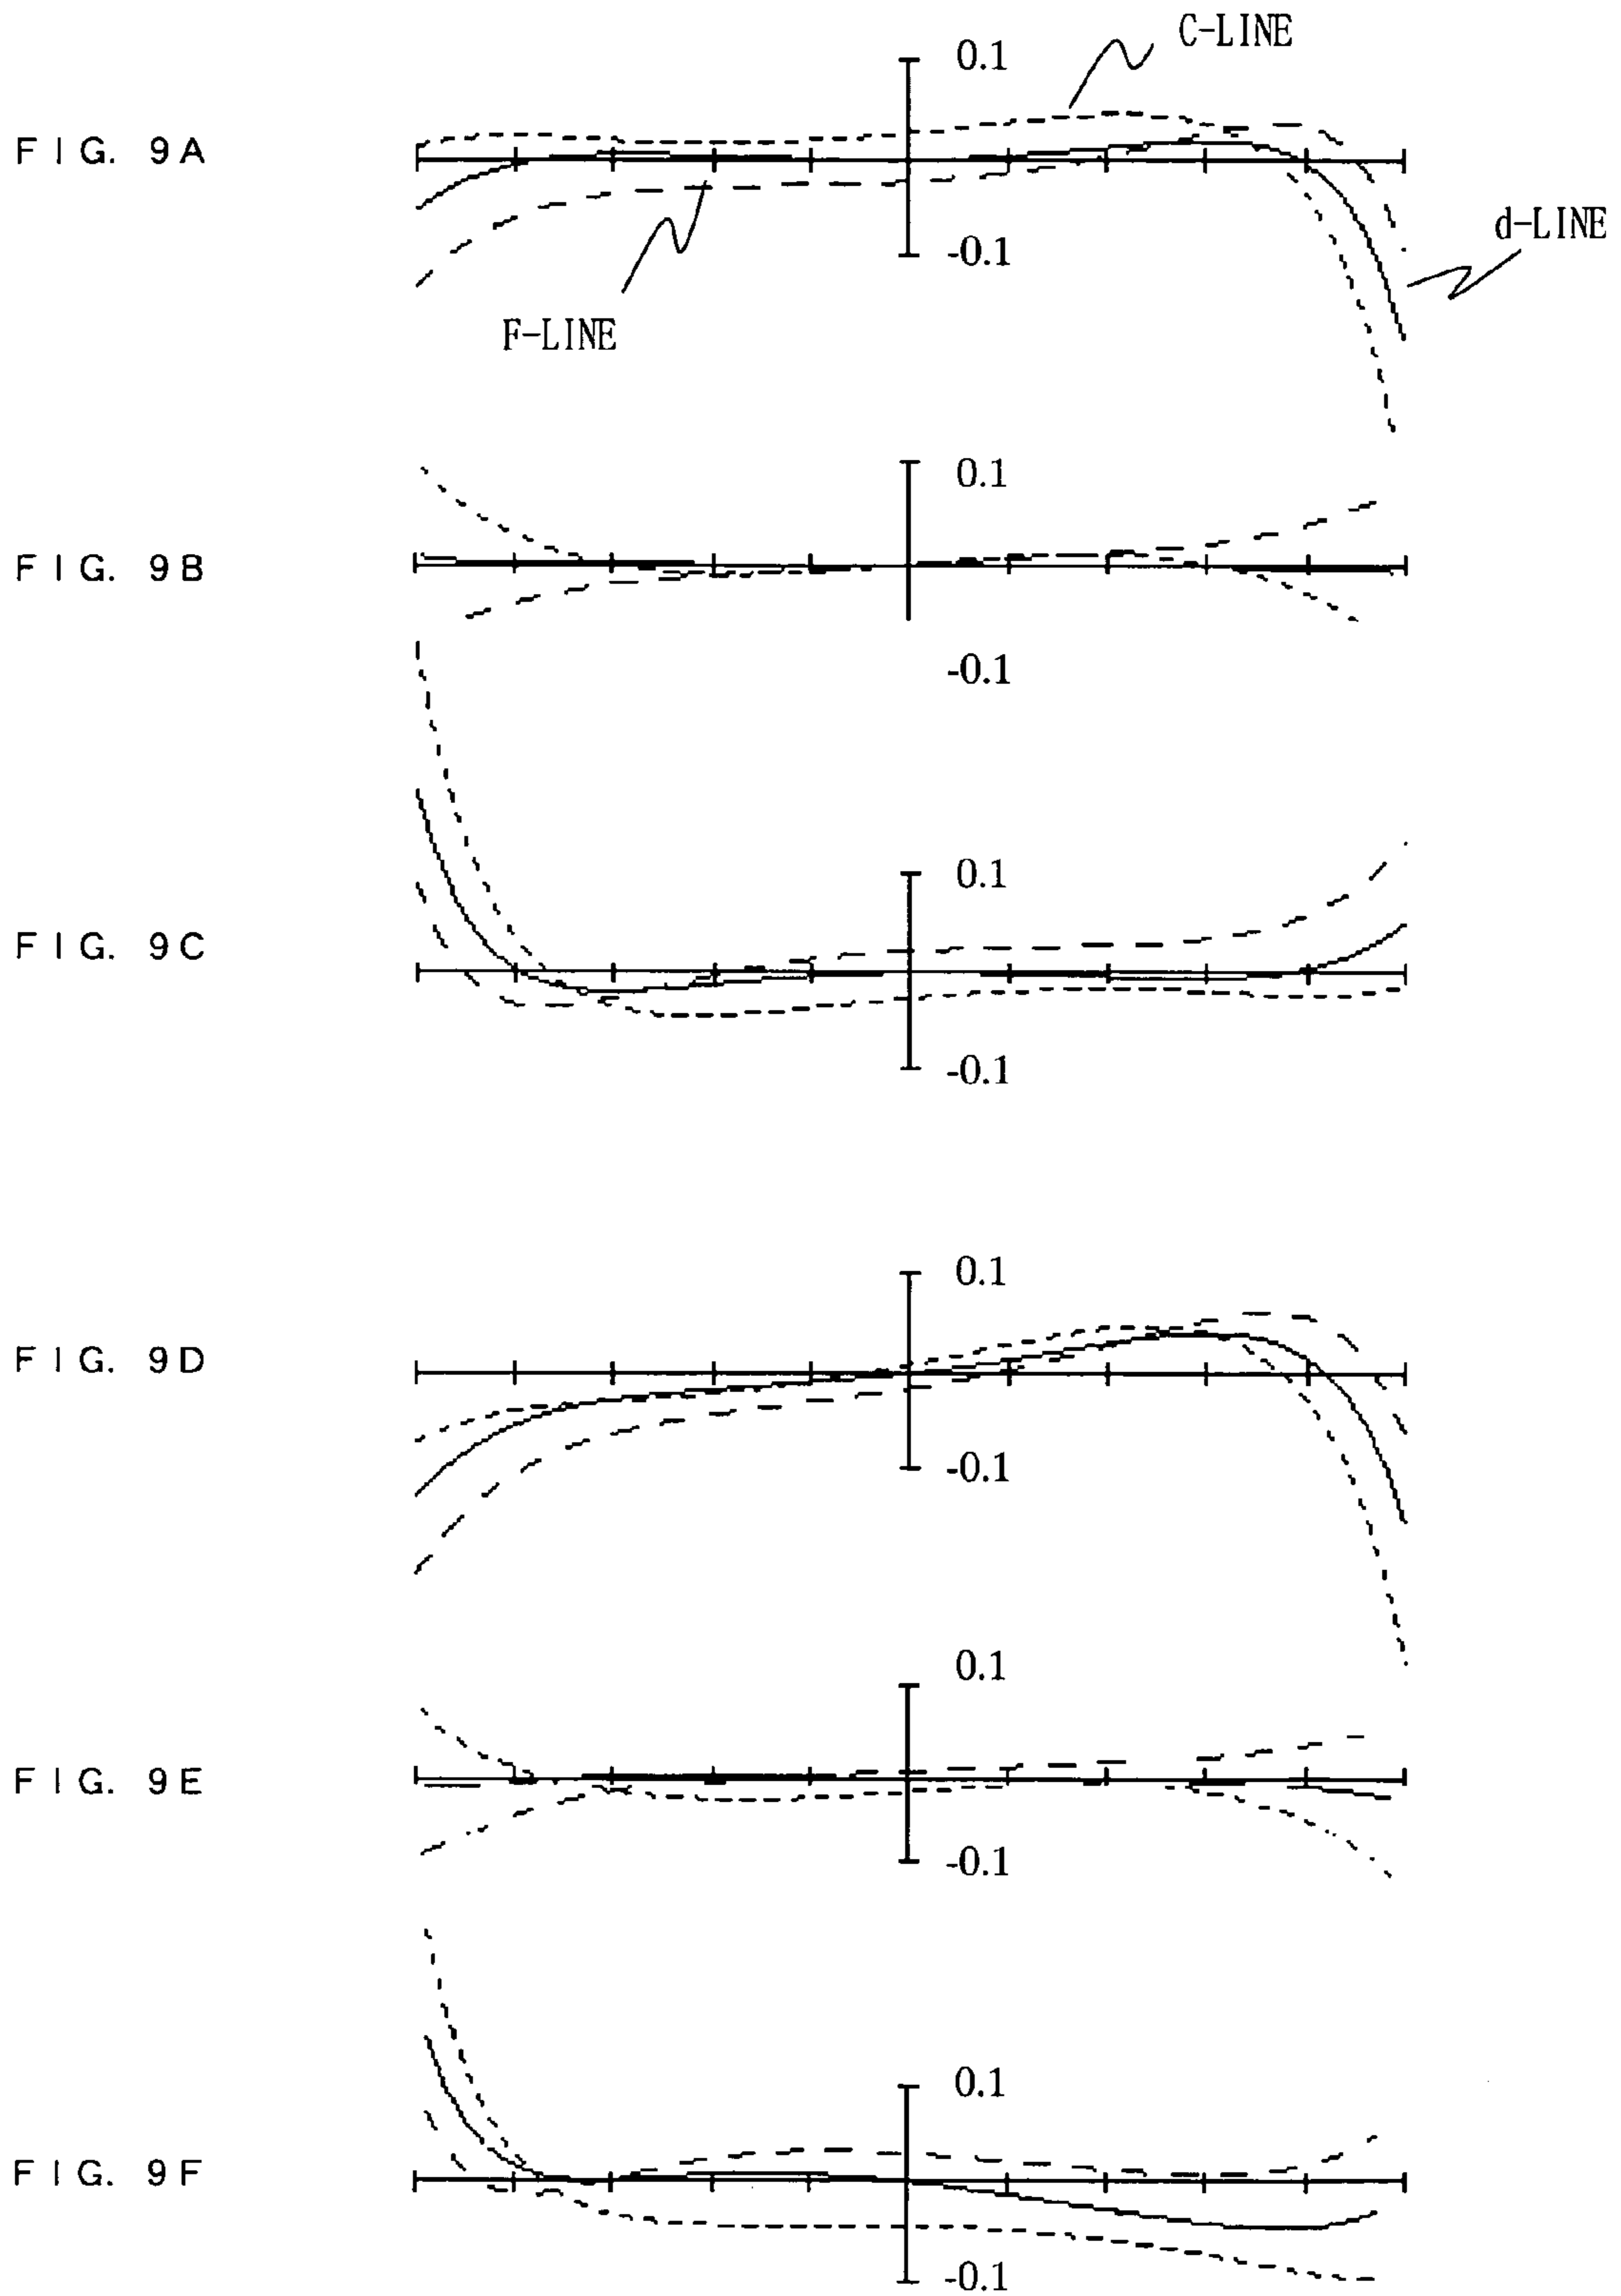 C-LINE
0.1
FIG. 9A
-0.1
d-LINE
F-LINE
0.1
FIG. 9B
-0.1
0.1
FIG. 9C
-0.1
0.1
FIG. 9D
-0.1
0.1
FIG. 9E
-0.1
0.1
FIG. 9F
-0.1